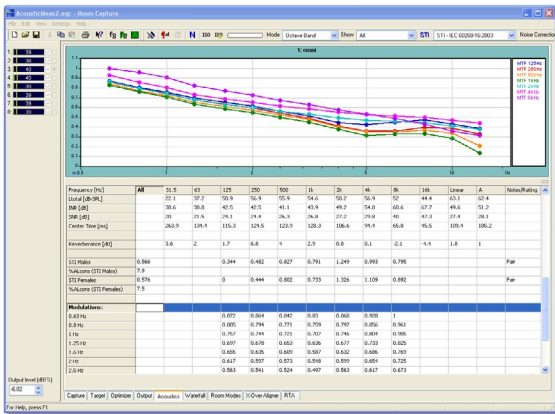 AcousticMeas2.eqc - Room Capture
File Edit View Settings Help
Mode Octave Band Show All STI STI - IEC 60268-16:2003 Noise Correction
1: omni
MTF 125Hz
MTF 250Hz
MTF 500Hz
MTF 1kHz
MTF 2kHz
MTF 4kHz
MTF 8kHz
Frequency [Hz] All 31.5 63 125 250 500 1k 2k 4k 8k 16k Linear A Notes/Rating
Ltotal [dB-SPL] 22.1 37.2 50.9 56.9 55.9 54.6 58.2 56.9 52 44.4 63.1 62.4
INR [dB] 30.6 38.8 42.5 42.5 41.1 43.9 49.2 54.0 60.6 67.7 49.6 51.2
SNR [dB] 20 21.5 24.1 24.4 26.3 26.8 27.2 29.8 40 47.3 27.4 28.1
Center Time [ms] 263.9 134.4 115.3 124.5 123.9 128.3 106.6 94.4 65.8 45.5 109.4 105.2
Reverberance [dB] 3.6 2 1.7 6.8 4 2.9 0.8 0.1 -2.1 -4.4 1.8 1
STI Males 0.566 0.344 0.482 0.827 0.791 1.249 0.993 0.795 Fair
%ALcons (STI Males) 7.9
STI Females 0.576 0 0.444 0.802 0.733 1.326 1.109 0.892 Fair
%ALcons (STI Females) 7.5
Modulations:
0.63 Hz 0.872 0.864 0.842 0.83 0.868 0.928 1
0.8 Hz 0.805 0.794 0.771 0.759 0.797 0.856 0.961
1 Hz 0.757 0.744 0.721 0.707 0.746 0.804 0.905
1.25 Hz 0.697 0.678 0.653 0.636 0.677 0.733 0.825
1.6 Hz 0.655 0.635 0.609 0.587 0.632 0.686 0.769
2 Hz 0.617 0.597 0.573 0.548 0.599 0.654 0.725
2.5 Hz 0.563 0.541 0.524 0.497 0.563 0.617 0.673
Output level [dBFS]
-8.02
Capture Target Optimizer Output Acoustics Waterfall Room Modes X-Over Aligner RTA
For Help, press F1